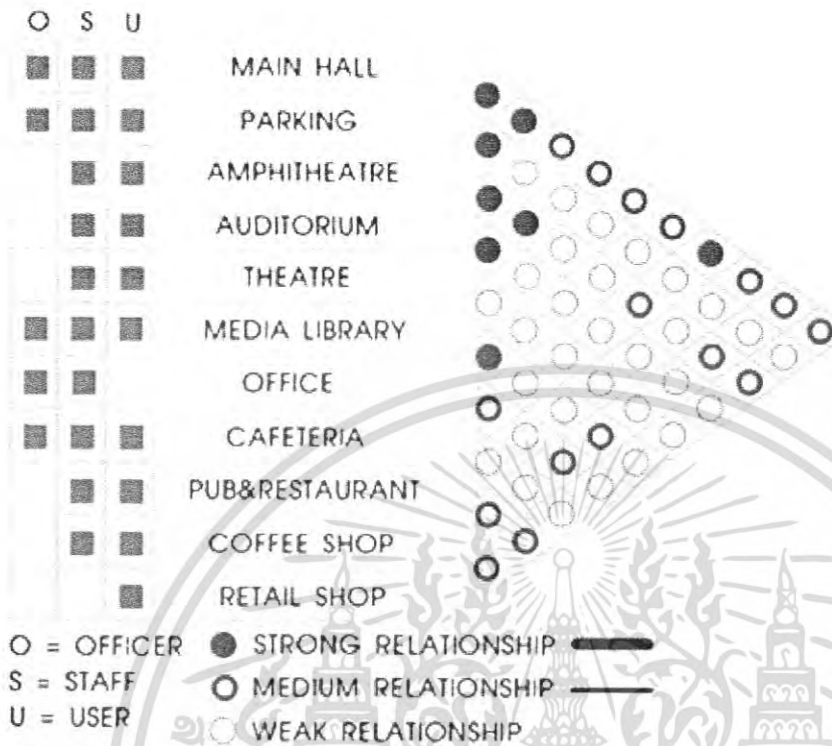 O S U
MAIN HALL
PARKING
AMPHITHEATRE
AUDITORIUM
THEATRE
MEDIA LIBRARY
OFFICE
CAFETERIA
PUB&RESTAURANT
COFFEE SHOP
RETAIL SHOP
O = OFFICER STRONG RELATIONSHIP
S = STAFF MEDIUM RELATIONSHIP
U = USER WEAK RELATIONSHIP